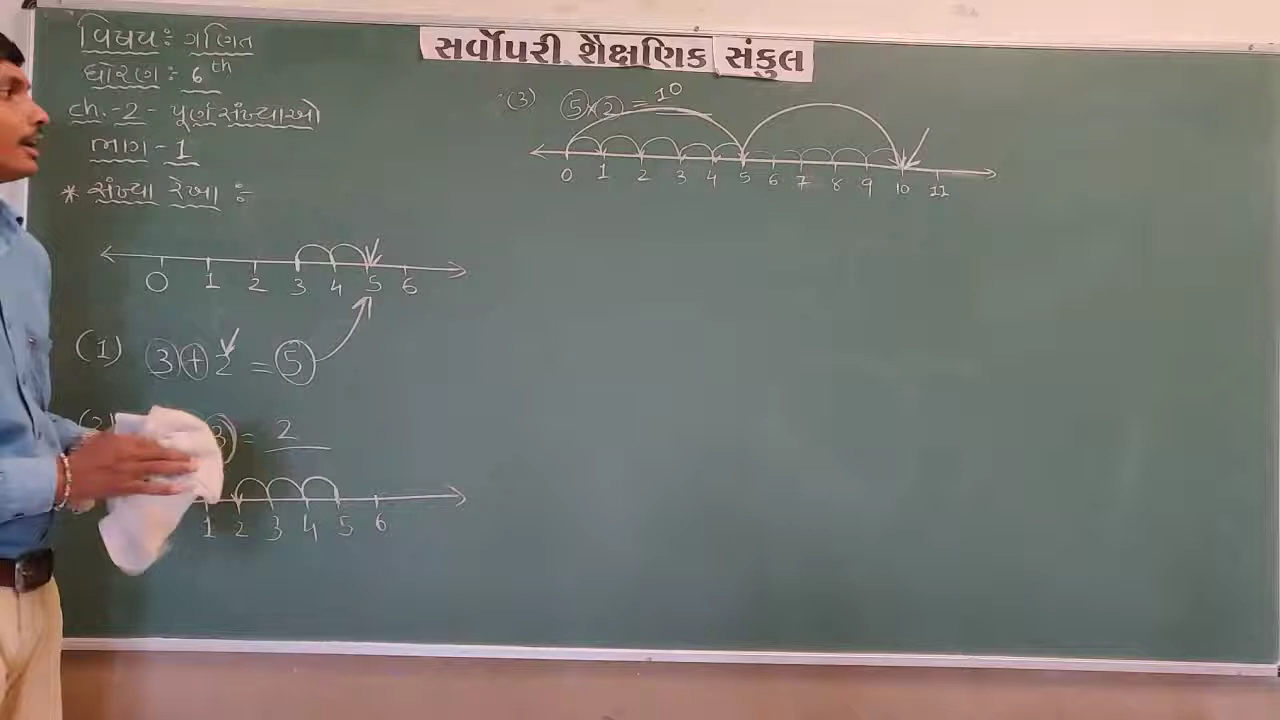 સર્વોપરી શૈક્ષણિક સંકુલ
વિષય : ગણિત
ધોરણ : 6th
ch.-2 - પૂર્ણ સંખ્યાઓ
ભાગ - 1
* સંખ્યા રેખા :-
0 1 2 3 4 5 6
(1) 3 + 2 = 5
(2) 3 = 2
1 2 3 4 5 6
(3) 5 × 2 = 10
0 1 2 3 4 5 6 7 8 9 10 11